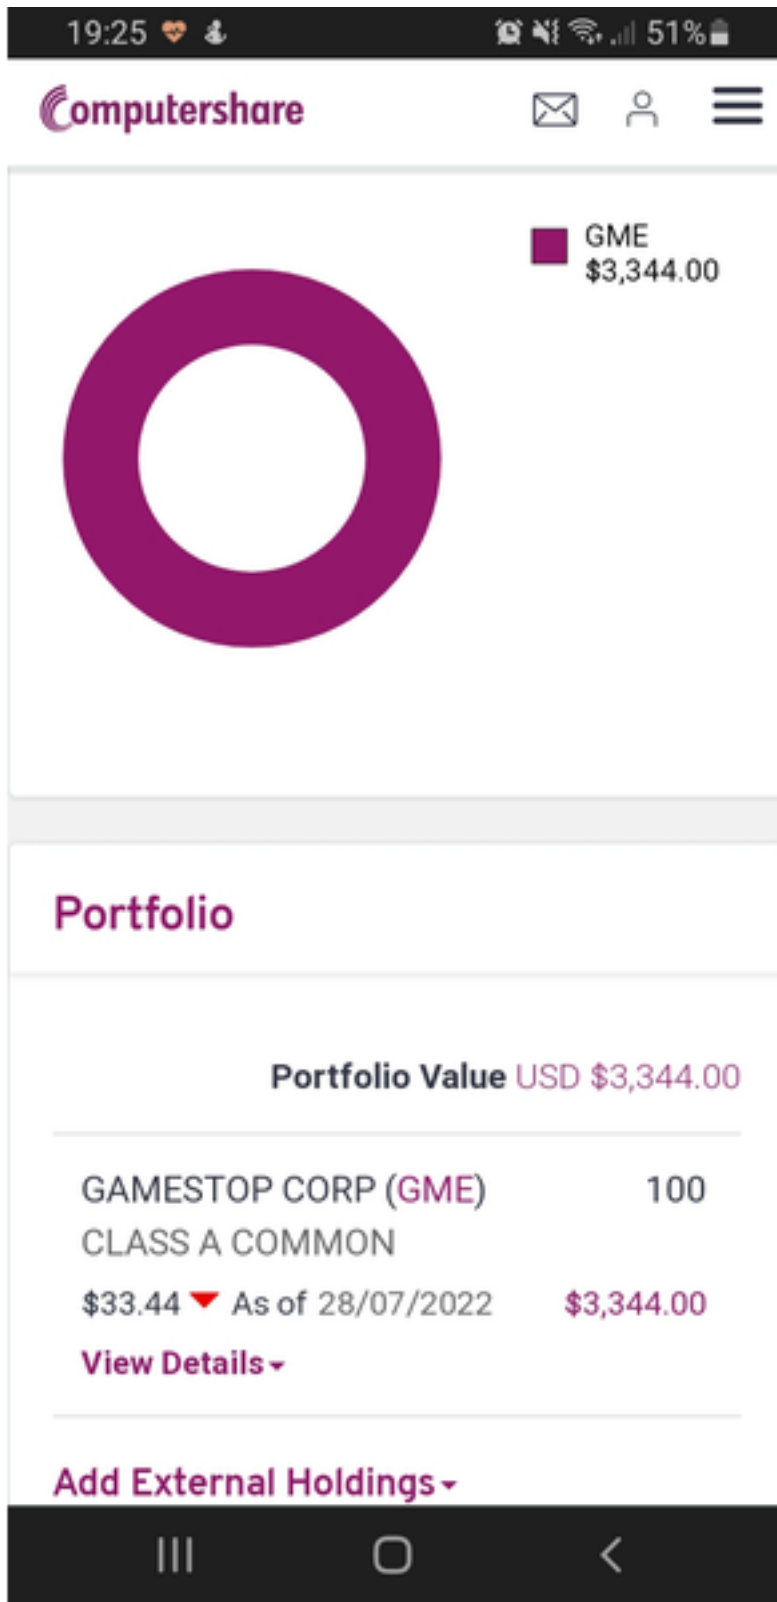 19:25 51%
Computershare
GME
$3,344.00
Portfolio
Portfolio Value USD $3,344.00
GAMESTOP CORP (GME) 100
CLASS A COMMON
$33.44 As of 28/07/2022 $3,344.00
View Details
Add External Holdings